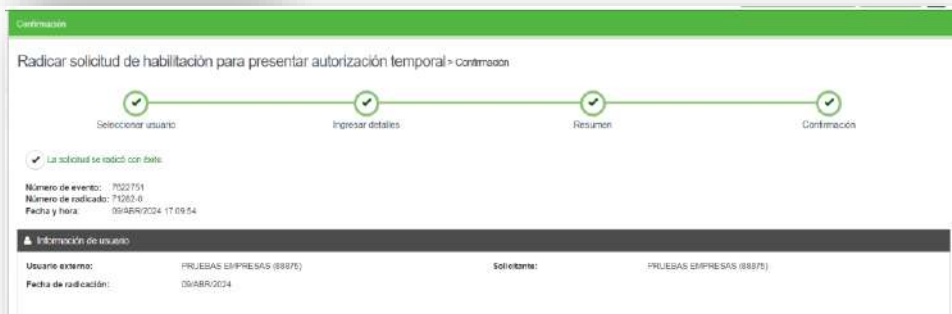 Confirmación
Radicar solicitud de habilitación para presentar autorización temporal > Confirmación
Seleccionar usuario Ingresar detalles Resumen Confirmación
La solicitud se radicó con éxito.
Número de evento: 7622751
Número de radicado: 71262-0
Fecha y hora: 09/ABR/2024 17:09:54
Información de usuario
Usuario externo: PRUEBAS EMPRESAS (88875) Solicitante: PRUEBAS EMPRESAS (88875)
Fecha de radicación: 09/ABR/2024